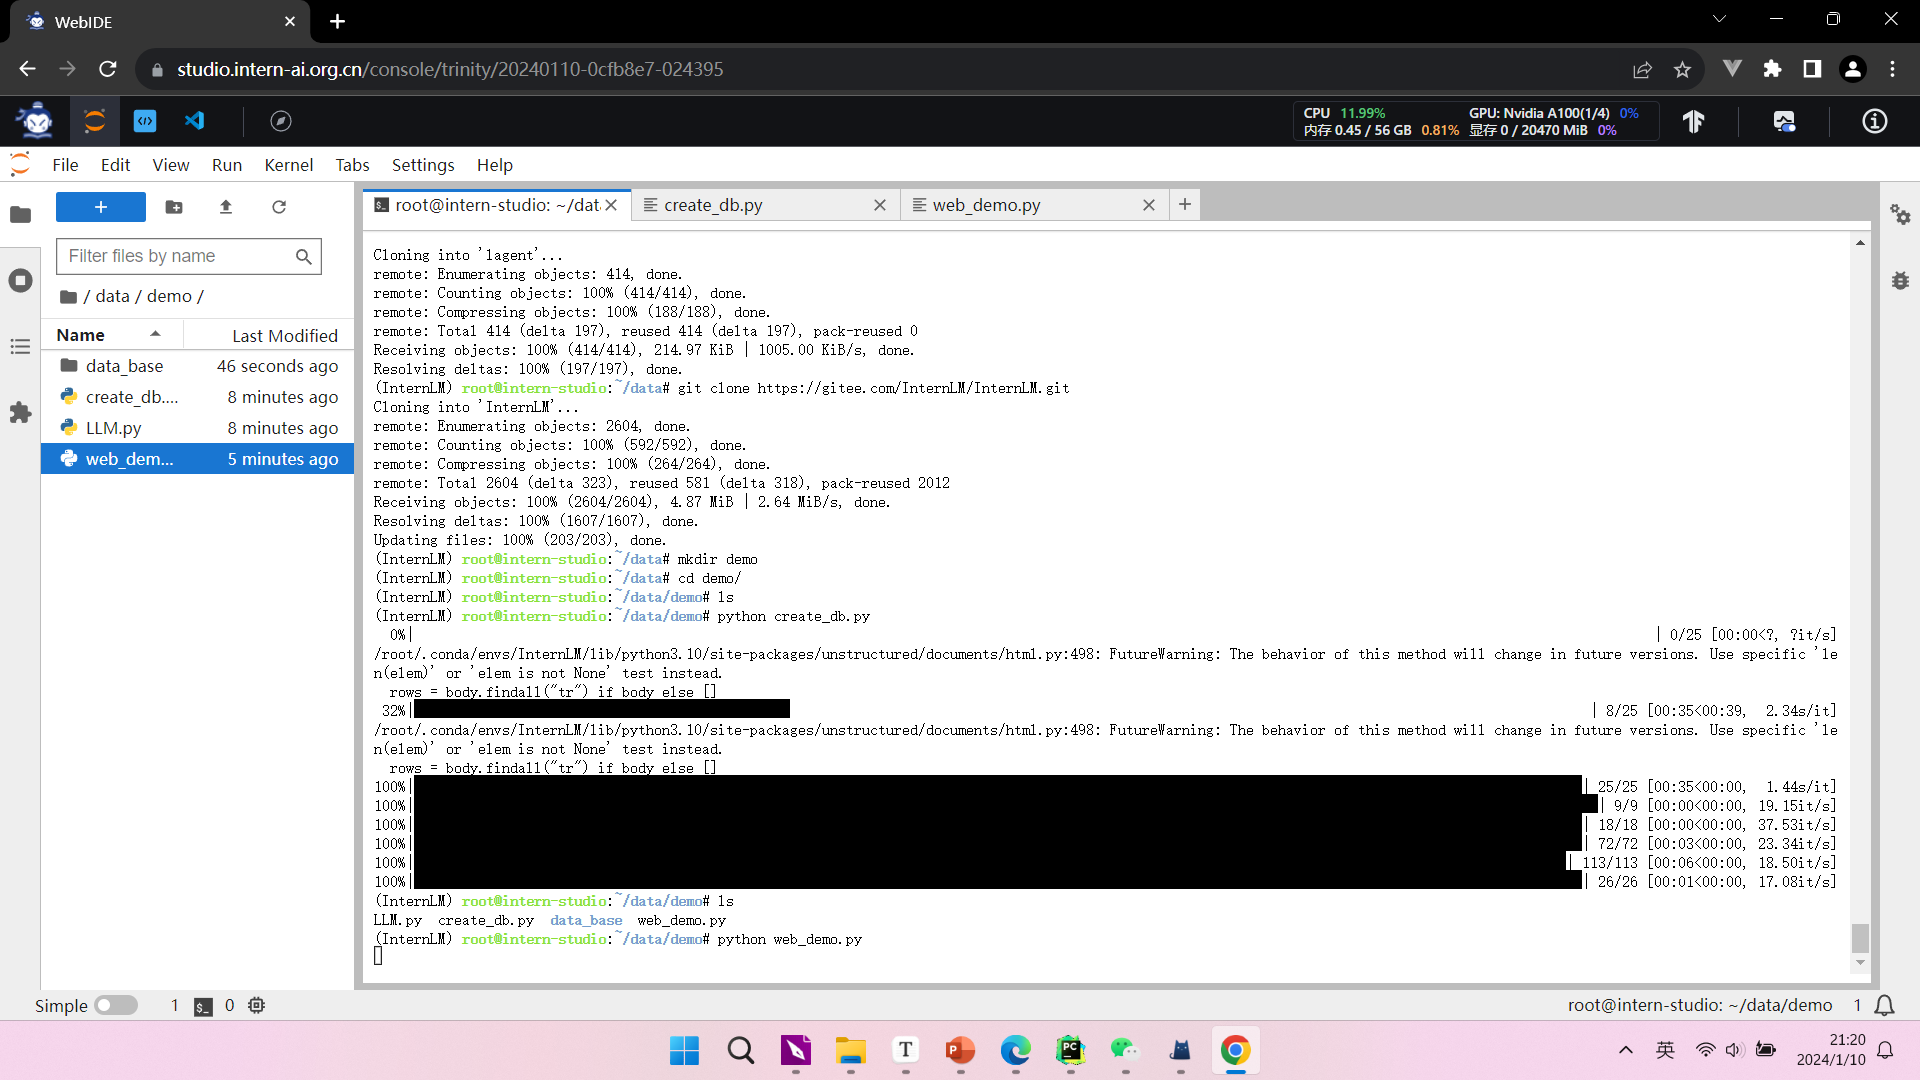 WebIDE
studio.intern-ai.org.cn/console/trinity/20240110-0cfb8e7-024395
CPU 11.99% GPU: Nvidia A100(1/4) 0%
内存 0.45 / 56 GB 0.81% 显存 0 / 20470 MiB 0%
File Edit View Run Kernel Tabs Settings Help
root@intern-studio: ~/dat create_db.py web_demo.py
Filter files by name
/ data / demo /
Name Last Modified
data_base 46 seconds ago
create_db.... 8 minutes ago
LLM.py 8 minutes ago
web_dem... 5 minutes ago
Cloning into 'lagent'...
remote: Enumerating objects: 414, done.
remote: Counting objects: 100% (414/414), done.
remote: Compressing objects: 100% (188/188), done.
remote: Total 414 (delta 197), reused 414 (delta 197), pack-reused 0
Receiving objects: 100% (414/414), 214.97 KiB | 1005.00 KiB/s, done.
Resolving deltas: 100% (197/197), done.
(InternLM) root@intern-studio:~/data# git clone https://gitee.com/InternLM/InternLM.git
Cloning into 'InternLM'...
remote: Enumerating objects: 2604, done.
remote: Counting objects: 100% (592/592), done.
remote: Compressing objects: 100% (264/264), done.
remote: Total 2604 (delta 323), reused 581 (delta 318), pack-reused 2012
Receiving objects: 100% (2604/2604), 4.87 MiB | 2.64 MiB/s, done.
Resolving deltas: 100% (1607/1607), done.
Updating files: 100% (203/203), done.
(InternLM) root@intern-studio:~/data# mkdir demo
(InternLM) root@intern-studio:~/data# cd demo/
(InternLM) root@intern-studio:~/data/demo# ls
(InternLM) root@intern-studio:~/data/demo# python create_db.py
0%| | 0/25 [00:00<?, ?it/s]
/root/.conda/envs/InternLM/lib/python3.10/site-packages/unstructured/documents/html.py:498: FutureWarning: The behavior of this method will change in future versions. Use specific 'le
n(elem)' or 'elem is not None' test instead.
rows = body.findall("tr") if body else []
32%| | 8/25 [00:35<00:39, 2.34s/it]
/root/.conda/envs/InternLM/lib/python3.10/site-packages/unstructured/documents/html.py:498: FutureWarning: The behavior of this method will change in future versions. Use specific 'le
n(elem)' or 'elem is not None' test instead.
rows = body.findall("tr") if body else []
100%| | 25/25 [00:35<00:00, 1.44s/it]
100%| | 9/9 [00:00<00:00, 19.15it/s]
100%| | 18/18 [00:00<00:00, 37.53it/s]
100%| | 72/72 [00:03<00:00, 23.34it/s]
100%| | 113/113 [00:06<00:00, 18.50it/s]
100%| | 26/26 [00:01<00:00, 17.08it/s]
(InternLM) root@intern-studio:~/data/demo# ls
LLM.py create_db.py data_base web_demo.py
(InternLM) root@intern-studio:~/data/demo# python web_demo.py
Simple 1 0 root@intern-studio: ~/data/demo 1
英 21:20
2024/1/10